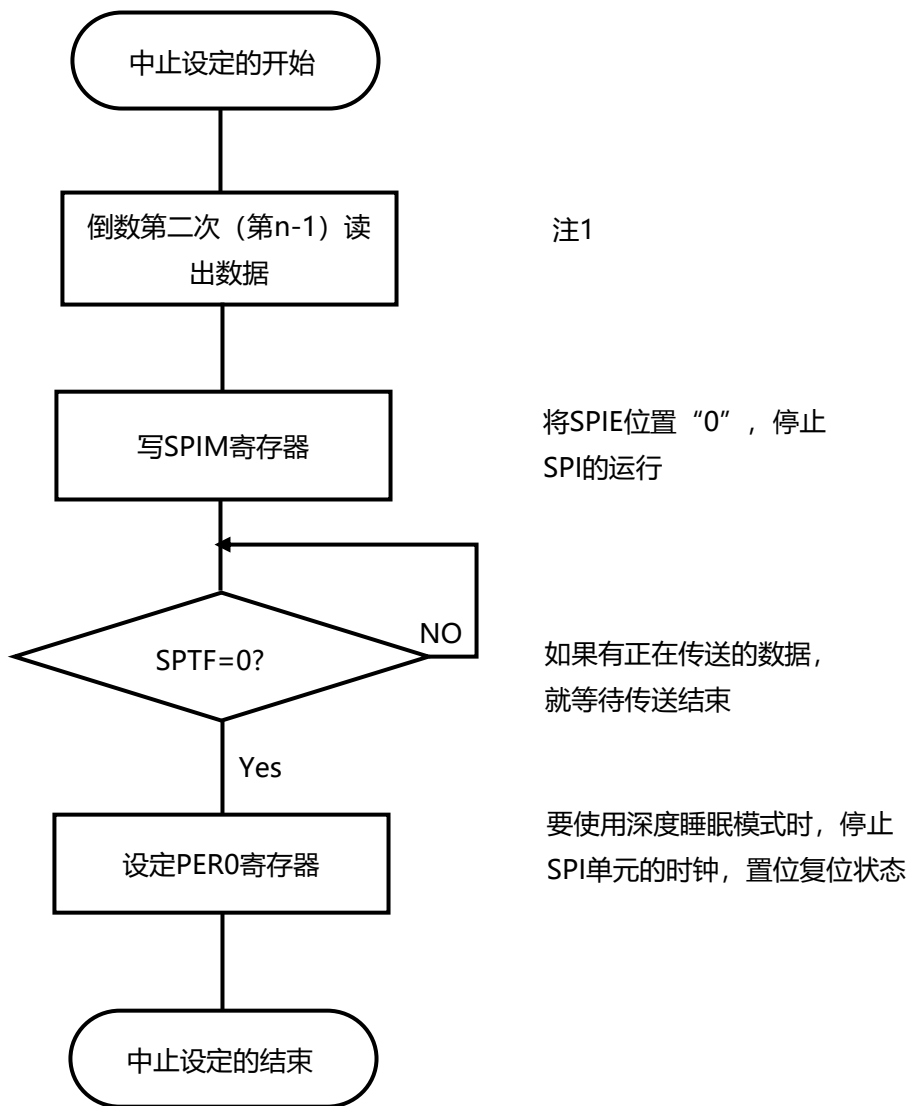 中止设定的开始
倒数第二次（第n-1）读
出数据
注1
写SPIM寄存器
将SPIE位置“0”，停止
SPI的运行
SPTF=0?
NO
如果有正在传送的数据，
就等待传送结束
Yes
设定PER0寄存器
要使用深度睡眠模式时，停止
SPI单元的时钟，置位复位状态
中止设定的结束